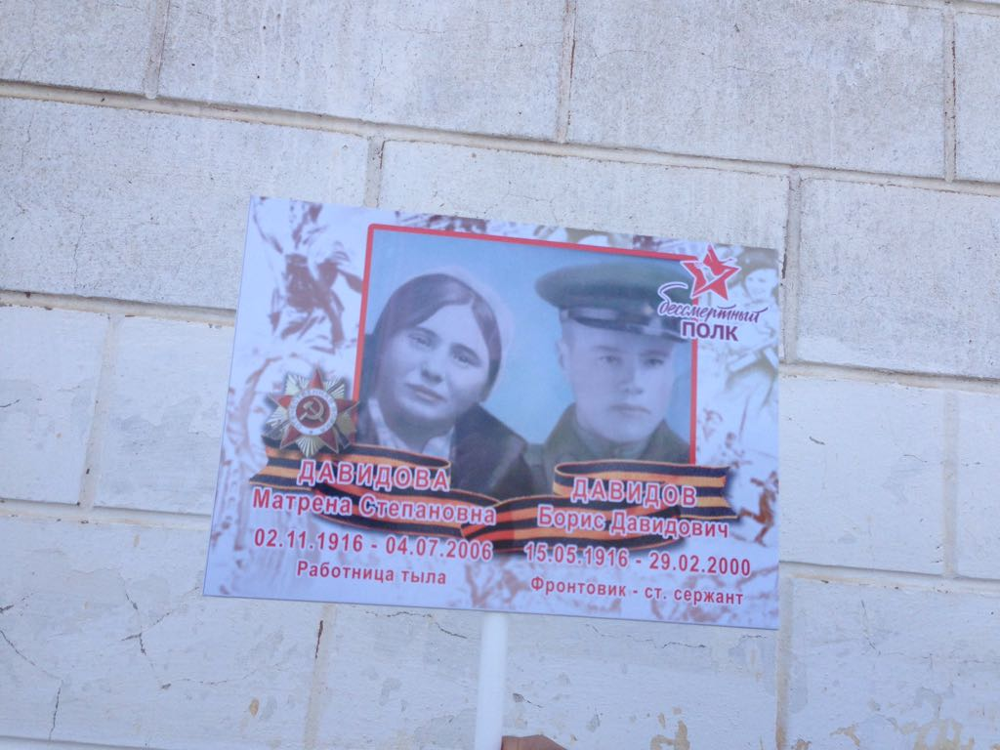 бессмертный
ПОЛК
ДАВИДОВА
Матрена Степановна
02.11.1916 - 04.07.2006
Работница тыла
ДАВИДОВ
Борис Давидович
15.05.1916 - 29.02.2000
Фронтовик - ст. сержант